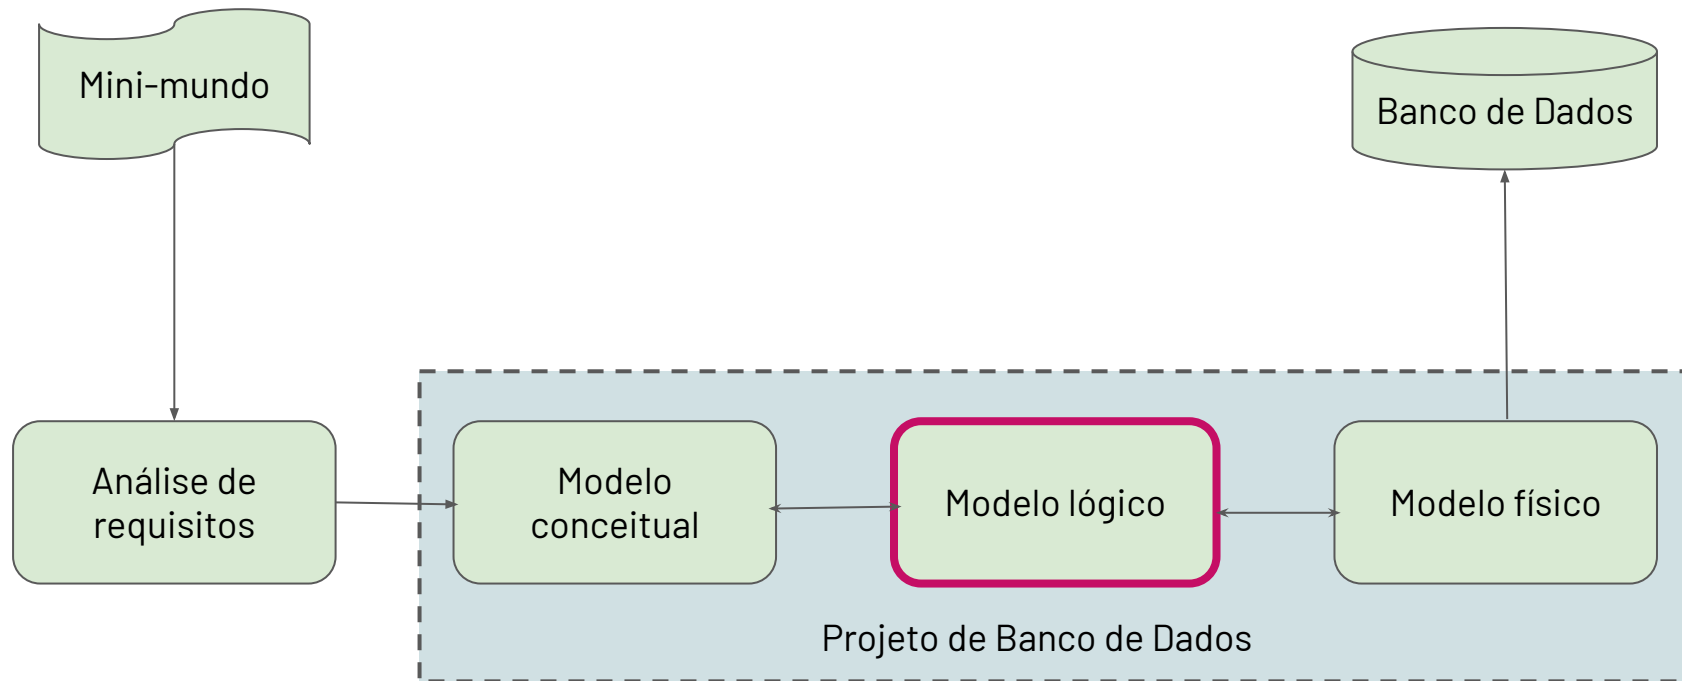 Mini-mundo
Banco de Dados
Análise de
requisitos
Modelo
conceitual
Modelo lógico
Modelo físico
Projeto de Banco de Dados